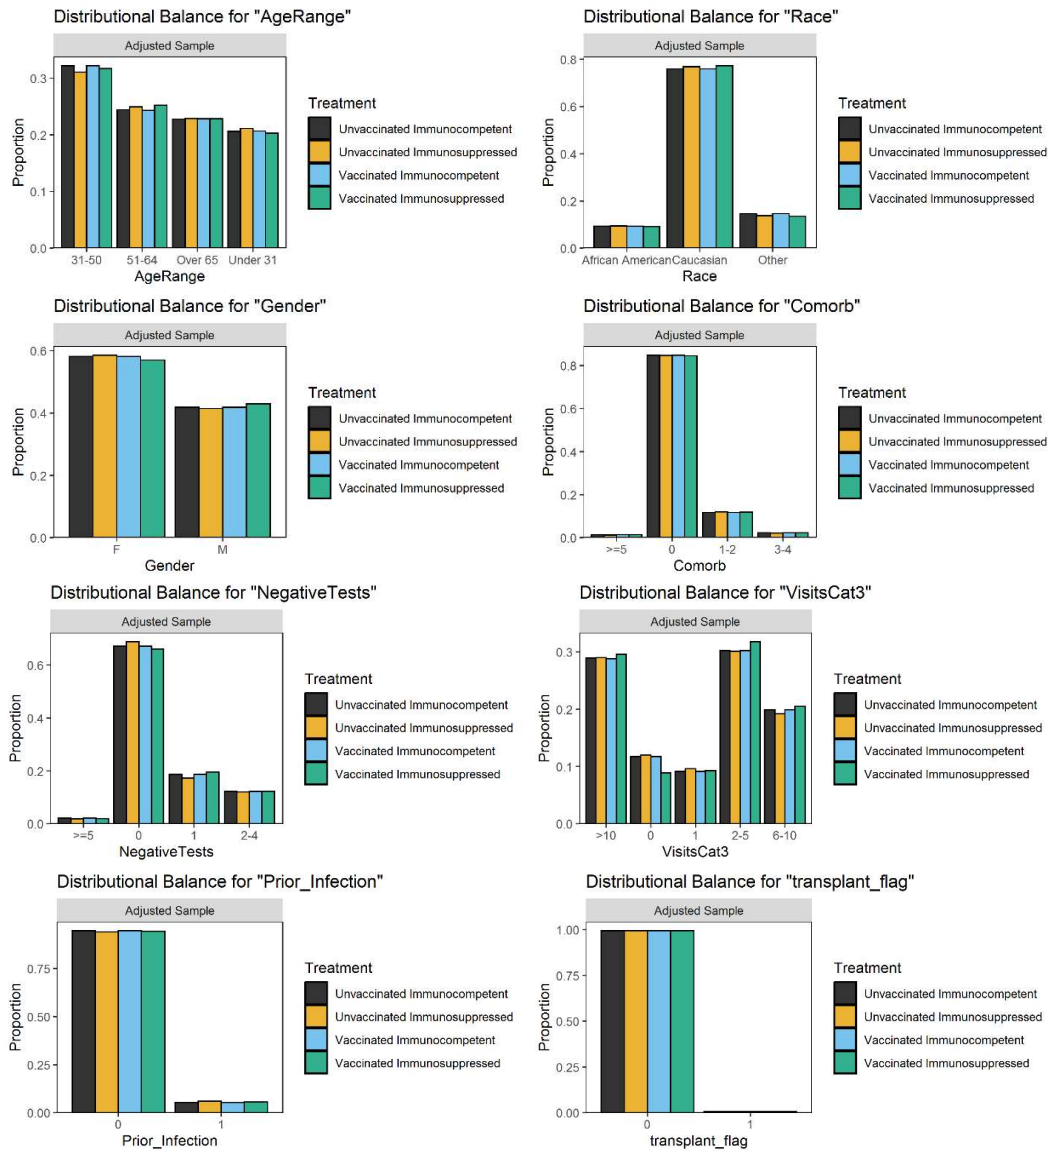 Distributional Balance for "AgeRange"
Adjusted Sample
Proportion
0.3
0.2
0.1
0.0
31-50 51-64 Over 65 Under 31
AgeRange
Treatment
Unvaccinated Immunocompetent
Unvaccinated Immunosuppressed
Vaccinated Immunocompetent
Vaccinated Immunosuppressed
Distributional Balance for "Race"
Adjusted Sample
Proportion
0.8
0.6
0.4
0.2
0.0
African American Caucasian Other
Race
Treatment
Unvaccinated Immunocompetent
Unvaccinated Immunosuppressed
Vaccinated Immunocompetent
Vaccinated Immunosuppressed
Distributional Balance for "Gender"
Adjusted Sample
Proportion
0.6
0.4
0.2
0.0
F M
Gender
Treatment
Unvaccinated Immunocompetent
Unvaccinated Immunosuppressed
Vaccinated Immunocompetent
Vaccinated Immunosuppressed
Distributional Balance for "Comorb"
Adjusted Sample
Proportion
0.8
0.6
0.4
0.2
0.0
>=5 0 1-2 3-4
Comorb
Treatment
Unvaccinated Immunocompetent
Unvaccinated Immunosuppressed
Vaccinated Immunocompetent
Vaccinated Immunosuppressed
Distributional Balance for "NegativeTests"
Adjusted Sample
Proportion
0.6
0.4
0.2
0.0
>=5 0 1 2-4
NegativeTests
Treatment
Unvaccinated Immunocompetent
Unvaccinated Immunosuppressed
Vaccinated Immunocompetent
Vaccinated Immunosuppressed
Distributional Balance for "VisitsCat3"
Adjusted Sample
Proportion
0.3
0.2
0.1
0.0
>10 0 1 2-5 6-10
VisitsCat3
Treatment
Unvaccinated Immunocompetent
Unvaccinated Immunosuppressed
Vaccinated Immunocompetent
Vaccinated Immunosuppressed
Distributional Balance for "Prior_Infection"
Adjusted Sample
Proportion
0.75
0.50
0.25
0.00
0 1
Prior_Infection
Treatment
Unvaccinated Immunocompetent
Unvaccinated Immunosuppressed
Vaccinated Immunocompetent
Vaccinated Immunosuppressed
Distributional Balance for "transplant_flag"
Adjusted Sample
Proportion
1.00
0.75
0.50
0.25
0.00
0 1
transplant_flag
Treatment
Unvaccinated Immunocompetent
Unvaccinated Immunosuppressed
Vaccinated Immunocompetent
Vaccinated Immunosuppressed